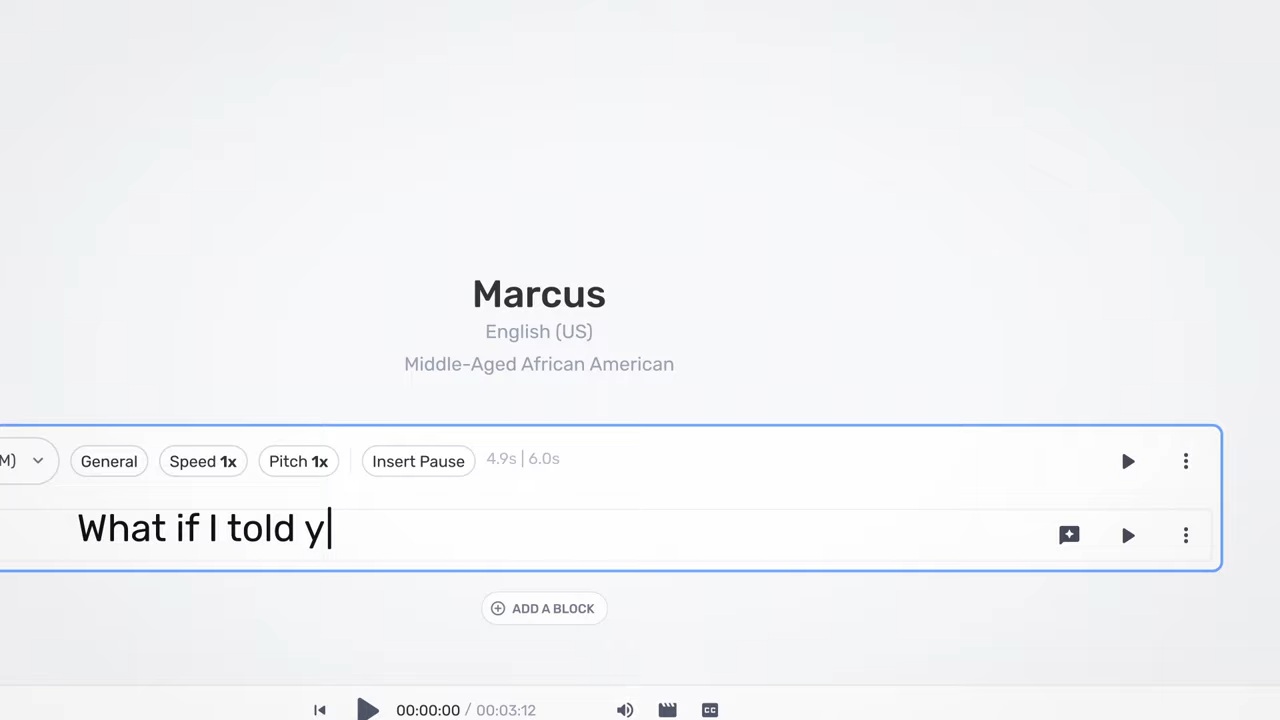 Marcus
English (US)
Middle-Aged African American
M) General Speed 1x Pitch 1x Insert Pause 4.9s | 6.0s
What if I told y
ADD A BLOCK
00:00:00 / 00:03:12 CC